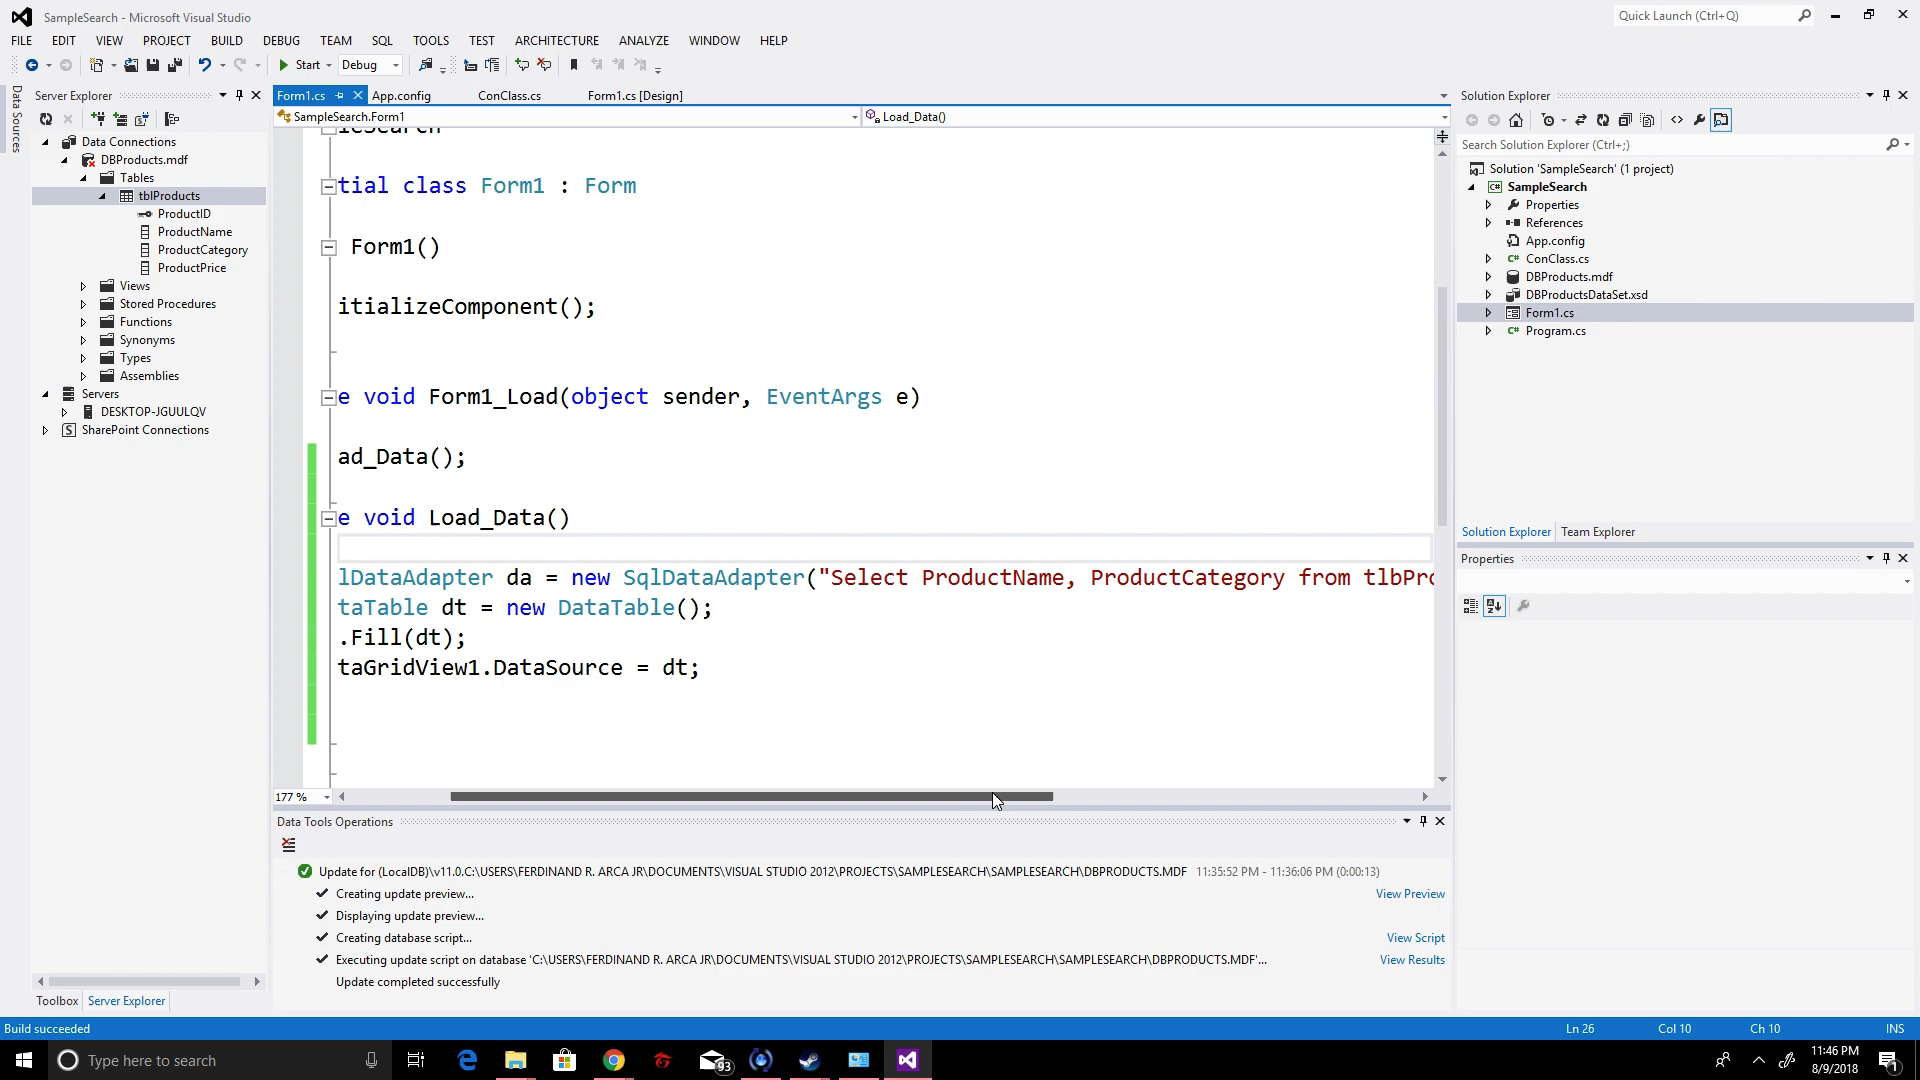 SampleSearch - Microsoft Visual Studio
Quick Launch (Ctrl+Q)
FILE EDIT VIEW PROJECT BUILD DEBUG TEAM SQL TOOLS TEST ARCHITECTURE ANALYZE WINDOW HELP
Start Debug
Data Sources
Server Explorer
Data Connections
DBProducts.mdf
Tables
tblProducts
ProductID
ProductName
ProductCategory
ProductPrice
Views
Stored Procedures
Functions
Synonyms
Types
Assemblies
Servers
DESKTOP-JGUULQV
SharePoint Connections
Toolbox Server Explorer
Form1.cs App.config ConClass.cs Form1.cs [Design]
SampleSearch.Form1 Load_Data()
tial class Form1 : Form
Form1()
itializeComponent();
e void Form1_Load(object sender, EventArgs e)
ad_Data();
e void Load_Data()
lDataAdapter da = new SqlDataAdapter("Select ProductName, ProductCategory from tlbPro
taTable dt = new DataTable();
.Fill(dt);
taGridView1.DataSource = dt;
177 %
Data Tools Operations
Update for (LocalDB)\v11.0.C:\USERS\FERDINAND R. ARCA JR\DOCUMENTS\VISUAL STUDIO 2012\PROJECTS\SAMPLESEARCH\SAMPLESEARCH\DBPRODUCTS.MDF 11:35:52 PM - 11:36:06 PM (0:00:13)
Creating update preview... View Preview
Displaying update preview...
Creating database script... View Script
Executing update script on database 'C:\USERS\FERDINAND R. ARCA JR\DOCUMENTS\VISUAL STUDIO 2012\PROJECTS\SAMPLESEARCH\SAMPLESEARCH\DBPRODUCTS.MDF'... View Results
Update completed successfully
Solution Explorer
Search Solution Explorer (Ctrl+;)
Solution 'SampleSearch' (1 project)
SampleSearch
Properties
References
App.config
ConClass.cs
DBProducts.mdf
DBProductsDataSet.xsd
Form1.cs
Program.cs
Solution Explorer Team Explorer
Properties
Build succeeded Ln 26 Col 10 Ch 10 INS
Type here to search
93
11:46 PM
8/9/2018
1